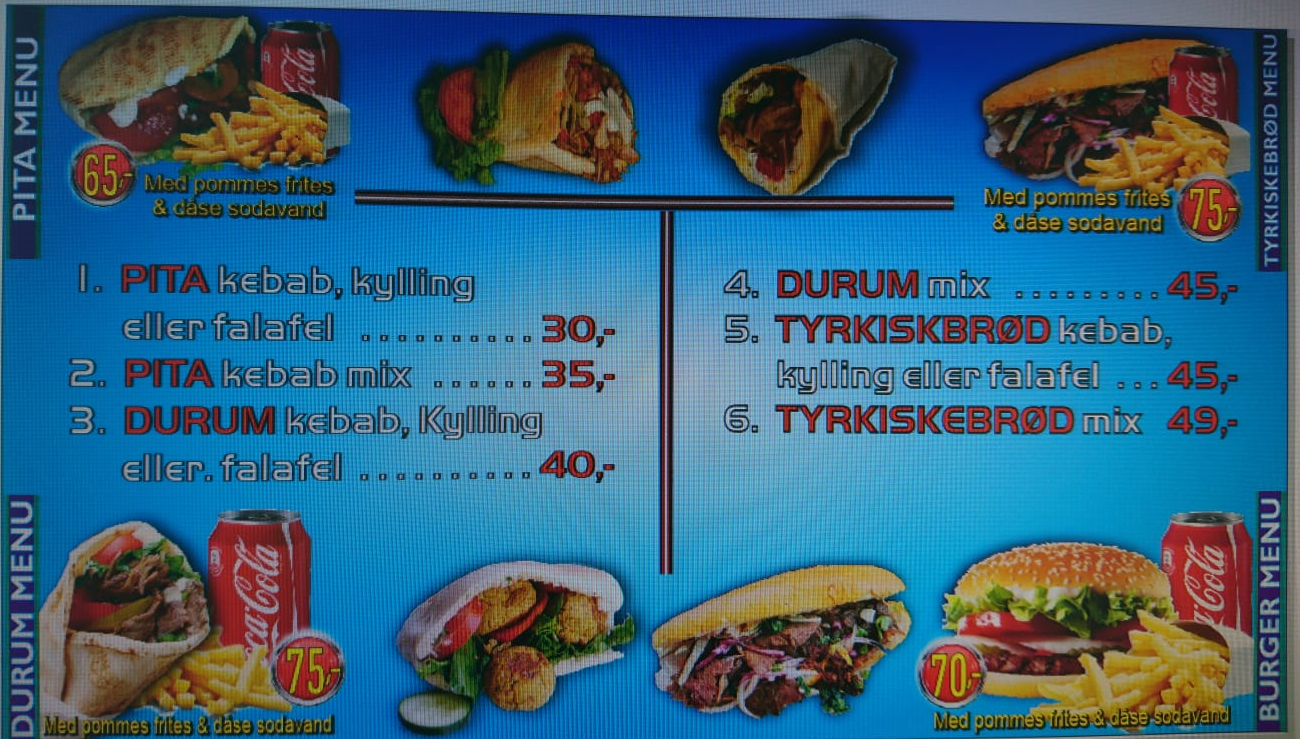 PITA MENU
65,-
Med pommes frites
& dåse sodavand
Cola
TYRKISKEBRØD MENU
Med pommes frites
& dåse sodavand
75,-
Cola
1. PITA kebab, kylling
eller falafel .......... 30,-
2. PITA kebab mix ...... 35,-
3. DURUM kebab, Kylling
eller. falafel .......... 40,-
4. DURUM mix ......... 45,-
5. TYRKISKBRØD kebab,
kylling eller falafel ... 45,-
6. TYRKISKEBRØD mix 49,-
DURUM MENU
Coca-Cola
75,-
Med pommes frites & dåse sodavand
BURGER MENU
Cola
70,-
Med pommes frites & dåse sodavand